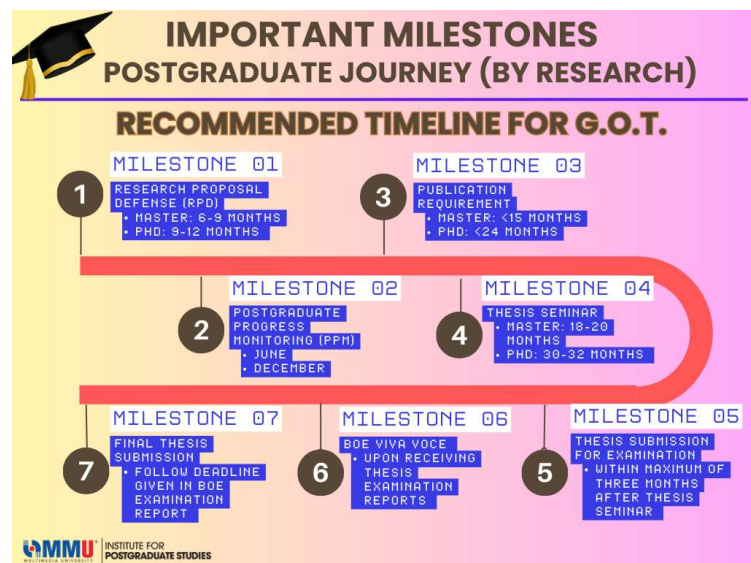 IMPORTANT MILESTONES
POSTGRADUATE JOURNEY (BY RESEARCH)
RECOMMENDED TIMELINE FOR G.O.T.
1
MILESTONE 01
RESEARCH PROPOSAL
DEFENSE (RPD)
• MASTER: 6-9 MONTHS
• PHD: 9-12 MONTHS
3
MILESTONE 03
PUBLICATION
REQUIREMENT
• MASTER: <15 MONTHS
• PHD: <24 MONTHS
2
MILESTONE 02
POSTGRADUATE
PROGRESS
MONITORING (PPM)
• JUNE
• DECEMBER
4
MILESTONE 04
THESIS SEMINAR
• MASTER: 18-20
MONTHS
• PHD: 30-32 MONTHS
7
MILESTONE 07
FINAL THESIS
SUBMISSION
• FOLLOW DEADLINE
GIVEN IN BOE
EXAMINATION
REPORT
6
MILESTONE 06
BOE VIVA VOCE
• UPON RECEIVING
THESIS
EXAMINATION
REPORTS
5
MILESTONE 05
THESIS SUBMISSION
FOR EXAMINATION
• WITHIN MAXIMUM OF
THREE MONTHS
AFTER THESIS
SEMINAR
MMU
MULTIMEDIA UNIVERSITY
INSTITUTE FOR
POSTGRADUATE STUDIES